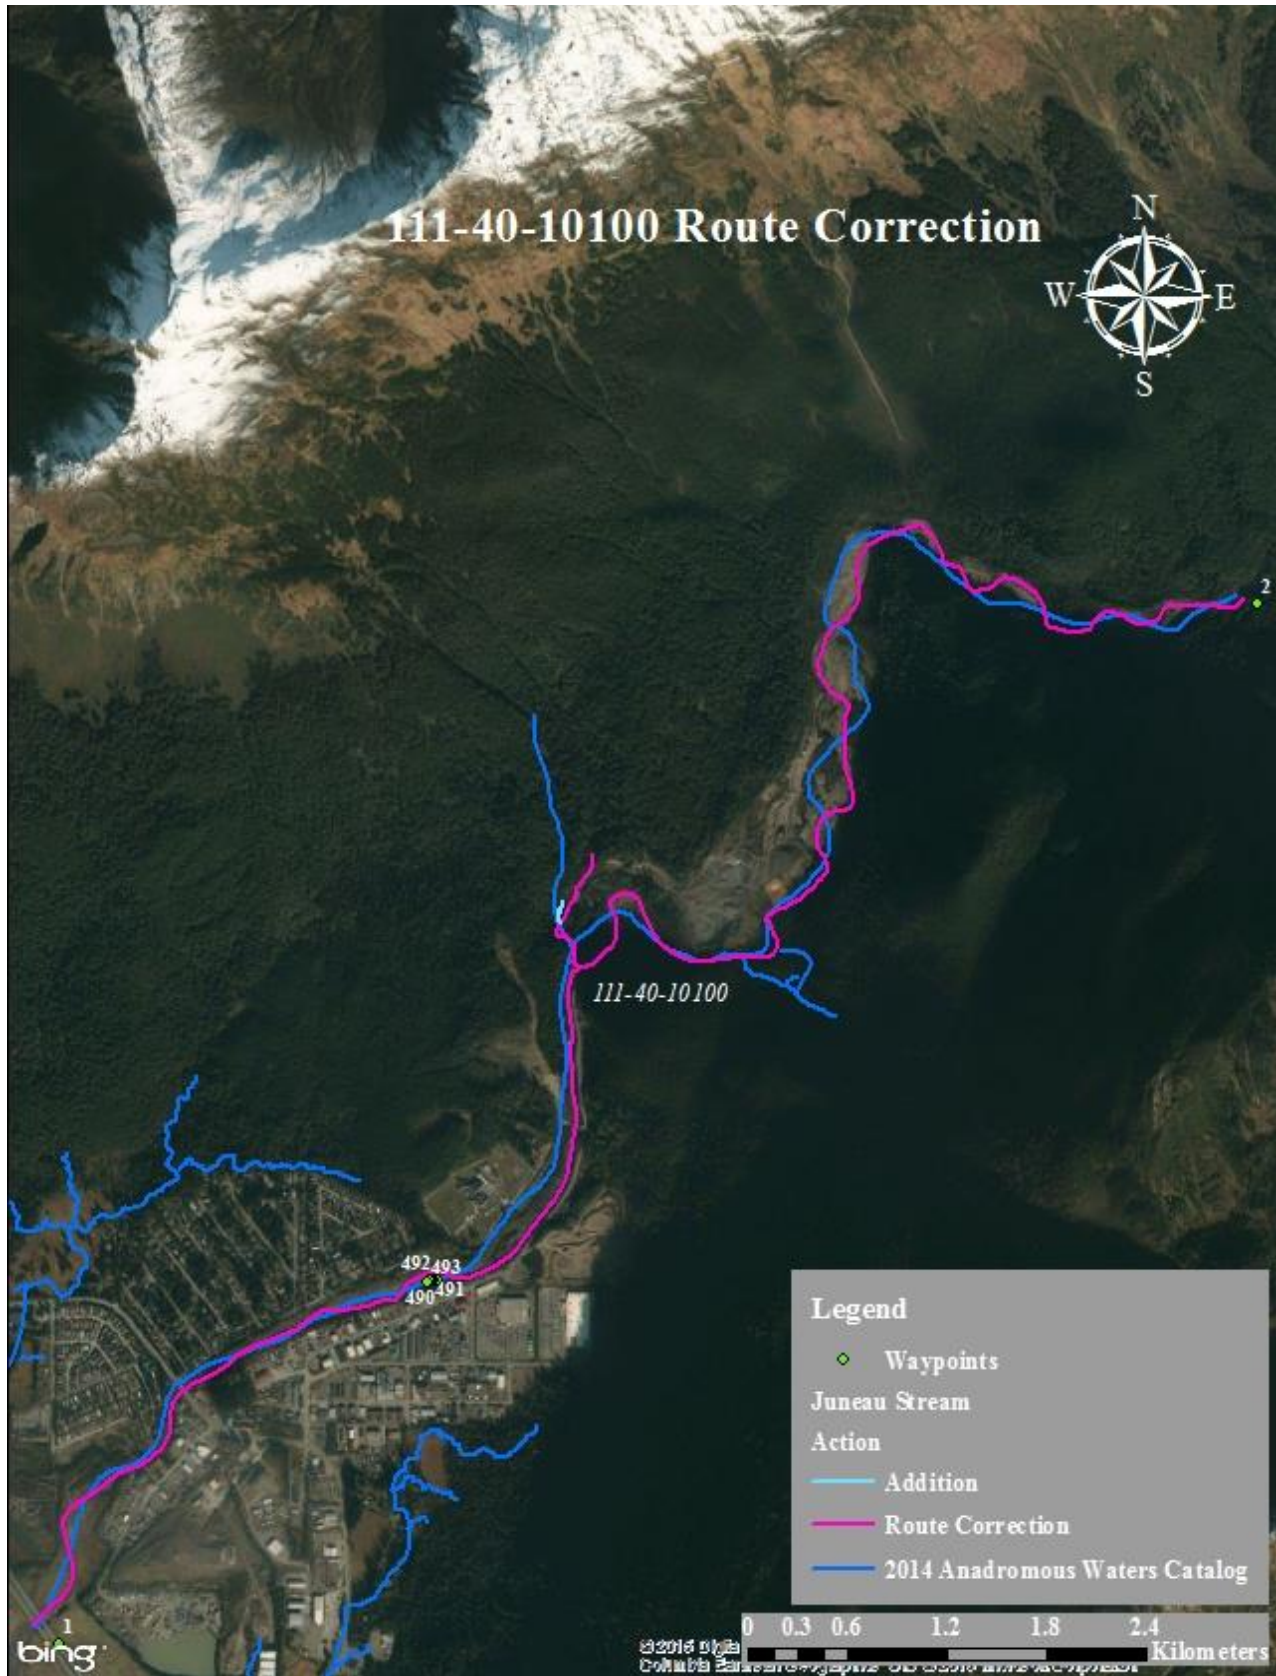 111-40-10100 Route Correction
N
W E
S
2
111-40-10100
492 493
490 491
Legend
Waypoints
Juneau Stream
Action
Addition
Route Correction
2014 Anadromous Waters Catalog
1
bing
0 0.3 0.6 1.2 1.8 2.4
Kilometers
©2016